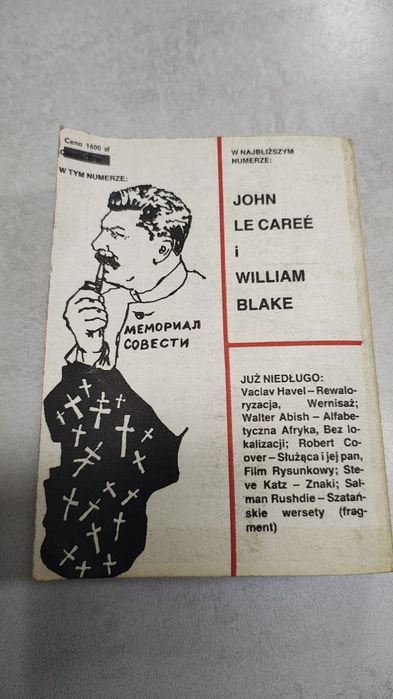 Cena 1600 zł
W TYM NUMERZE:
МЕМОРИАЛ
СОВЕСТИ
W NAJBLIŻSZYM
NUMERZE:
JOHN
LE CAREÉ
i
WILLIAM
BLAKE
JUŻ NIEDŁUGO:
Vaclav Havel – Rewalo-
ryzacja, Wernisaż;
Walter Abish – Alfabe-
tyczna Afryka, Bez lo-
kalizacji; Robert Co-
over – Służąca i jej pan,
Film Rysunkowy; Ste-
ve Katz – Znaki; Sal-
man Rushdie – Szatań-
skie wersety (frag-
ment)